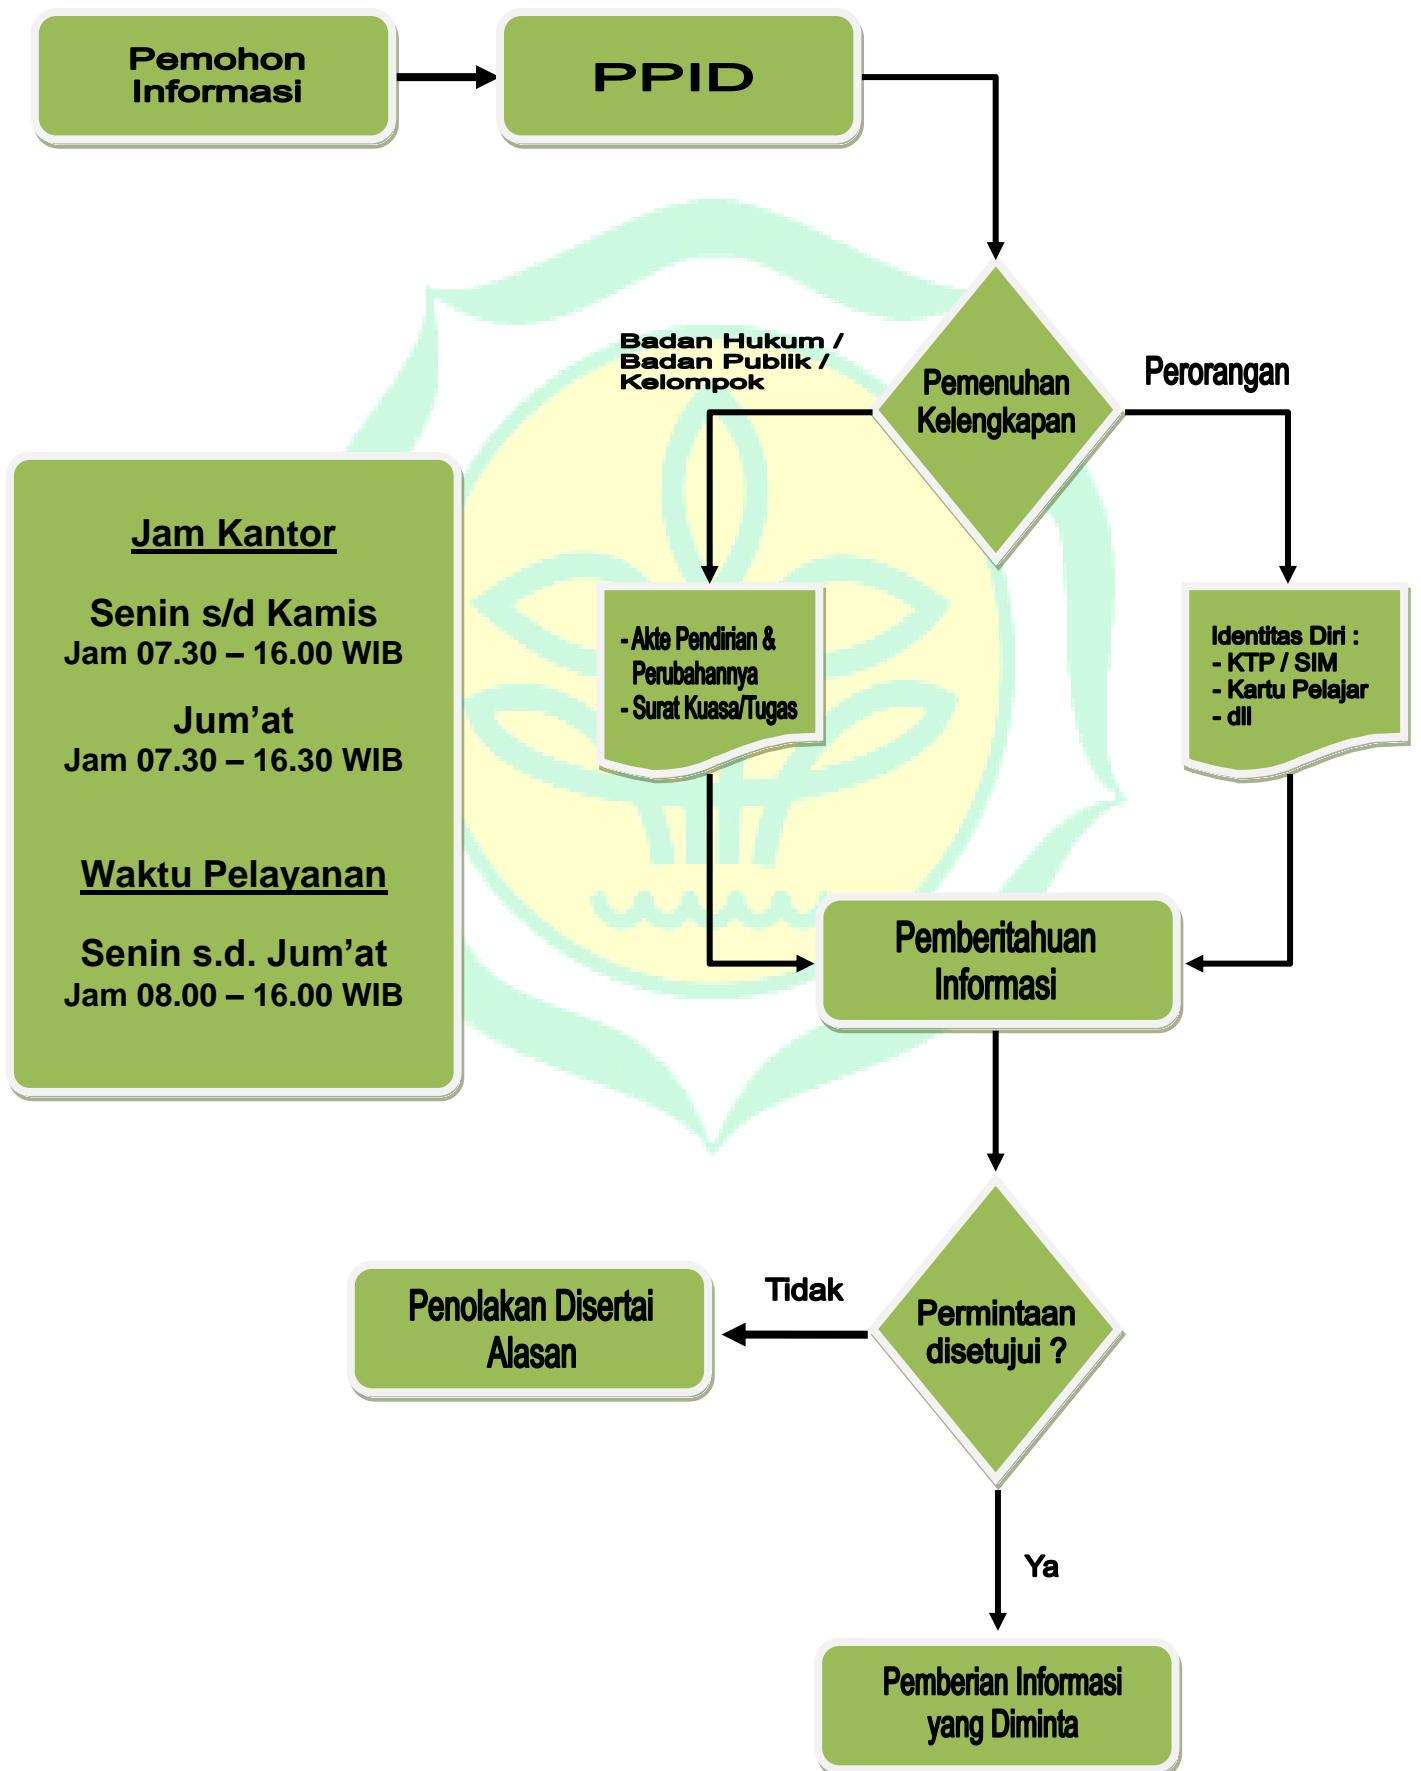 Pemohon
Informasi
PPID
Badan Hukum /
Badan Publik /
Kelompok
Pemenuhan
Kelengkapan
Perorangan
Jam Kantor
Senin s/d Kamis
Jam 07.30 – 16.00 WIB
Jum’at
Jam 07.30 – 16.30 WIB
Waktu Pelayanan
Senin s.d. Jum’at
Jam 08.00 – 16.00 WIB
- Akte Pendirian &
Perubahannya
- Surat Kuasa/Tugas
Identitas Diri :
- KTP / SIM
- Kartu Pelajar
- dll
Pemberitahuan
Informasi
Permintaan
disetujui ?
Tidak
Penolakan Disertai
Alasan
Ya
Pemberian Informasi
yang Diminta